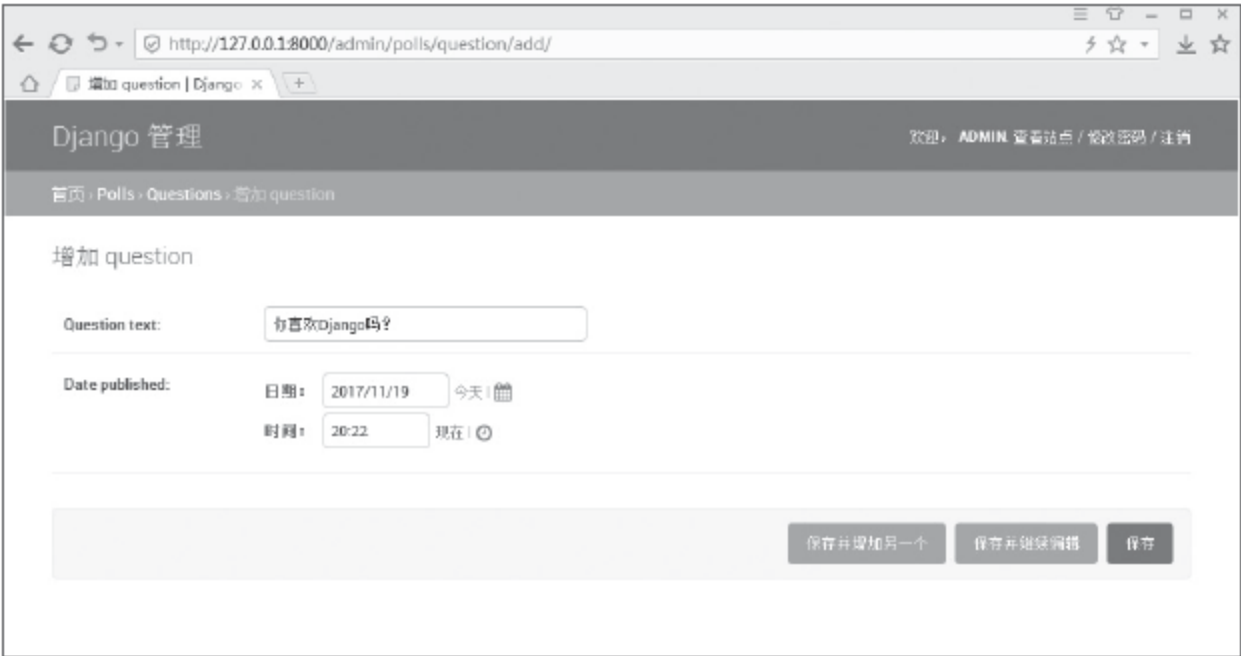 http://127.0.0.1:8000/admin/polls/question/add/
增加 question | Django
Django 管理
欢迎，ADMIN. 查看站点 / 修改密码 / 注销
首页 › Polls › Questions › 增加 question
增加 question
Question text: 你喜欢Django吗？
Date published: 日期： 2017/11/19 今天 |
时间： 20:22 现在 |
保存并增加另一个 保存并继续编辑 保存